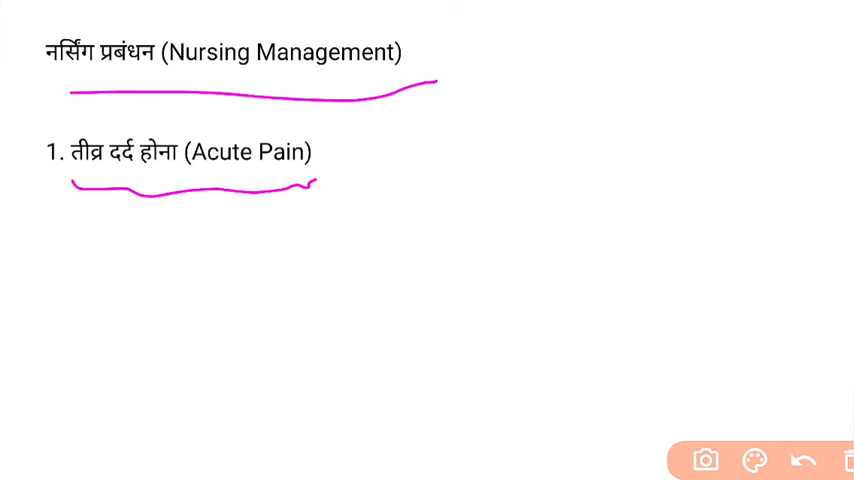 नर्सिंग प्रबंधन (Nursing Management)
1. तीव्र दर्द होना (Acute Pain)